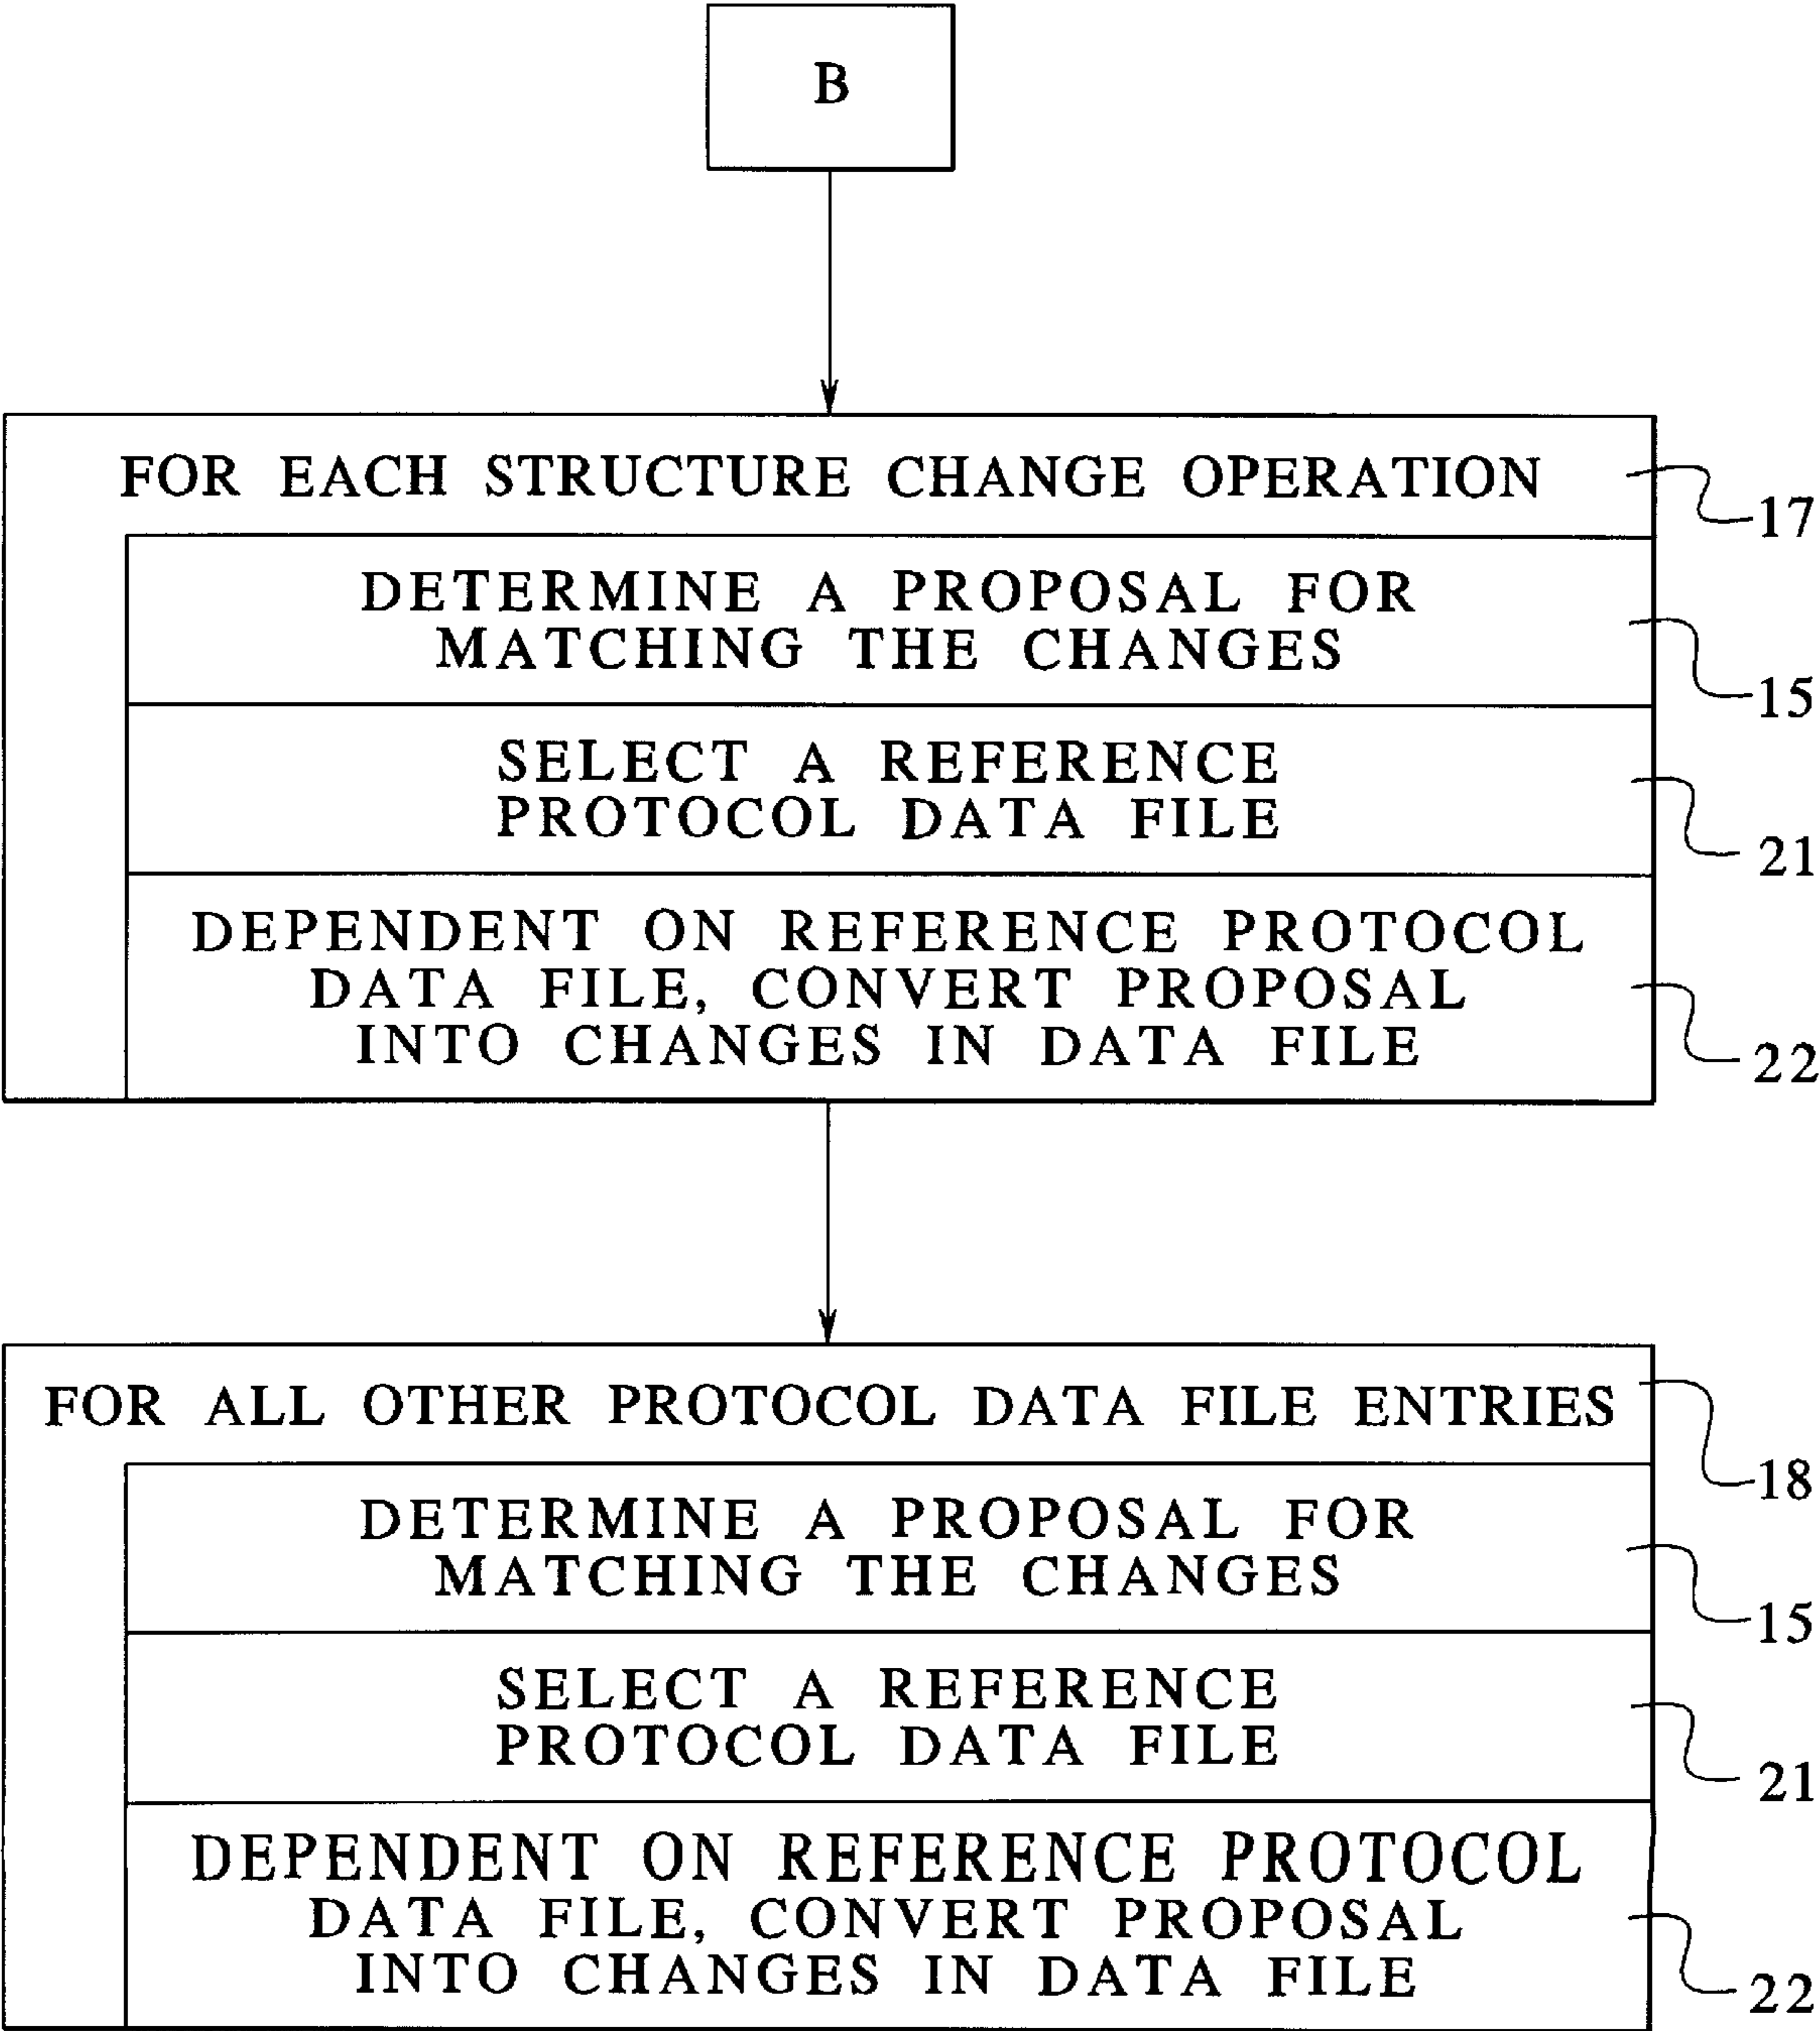 B
FOR EACH STRUCTURE CHANGE OPERATION
17
DETERMINE A PROPOSAL FOR
MATCHING THE CHANGES
15
SELECT A REFERENCE
PROTOCOL DATA FILE
21
DEPENDENT ON REFERENCE PROTOCOL
DATA FILE, CONVERT PROPOSAL
INTO CHANGES IN DATA FILE
22
FOR ALL OTHER PROTOCOL DATA FILE ENTRIES
18
DETERMINE A PROPOSAL FOR
MATCHING THE CHANGES
15
SELECT A REFERENCE
PROTOCOL DATA FILE
21
DEPENDENT ON REFERENCE PROTOCOL
DATA FILE, CONVERT PROPOSAL
INTO CHANGES IN DATA FILE
22